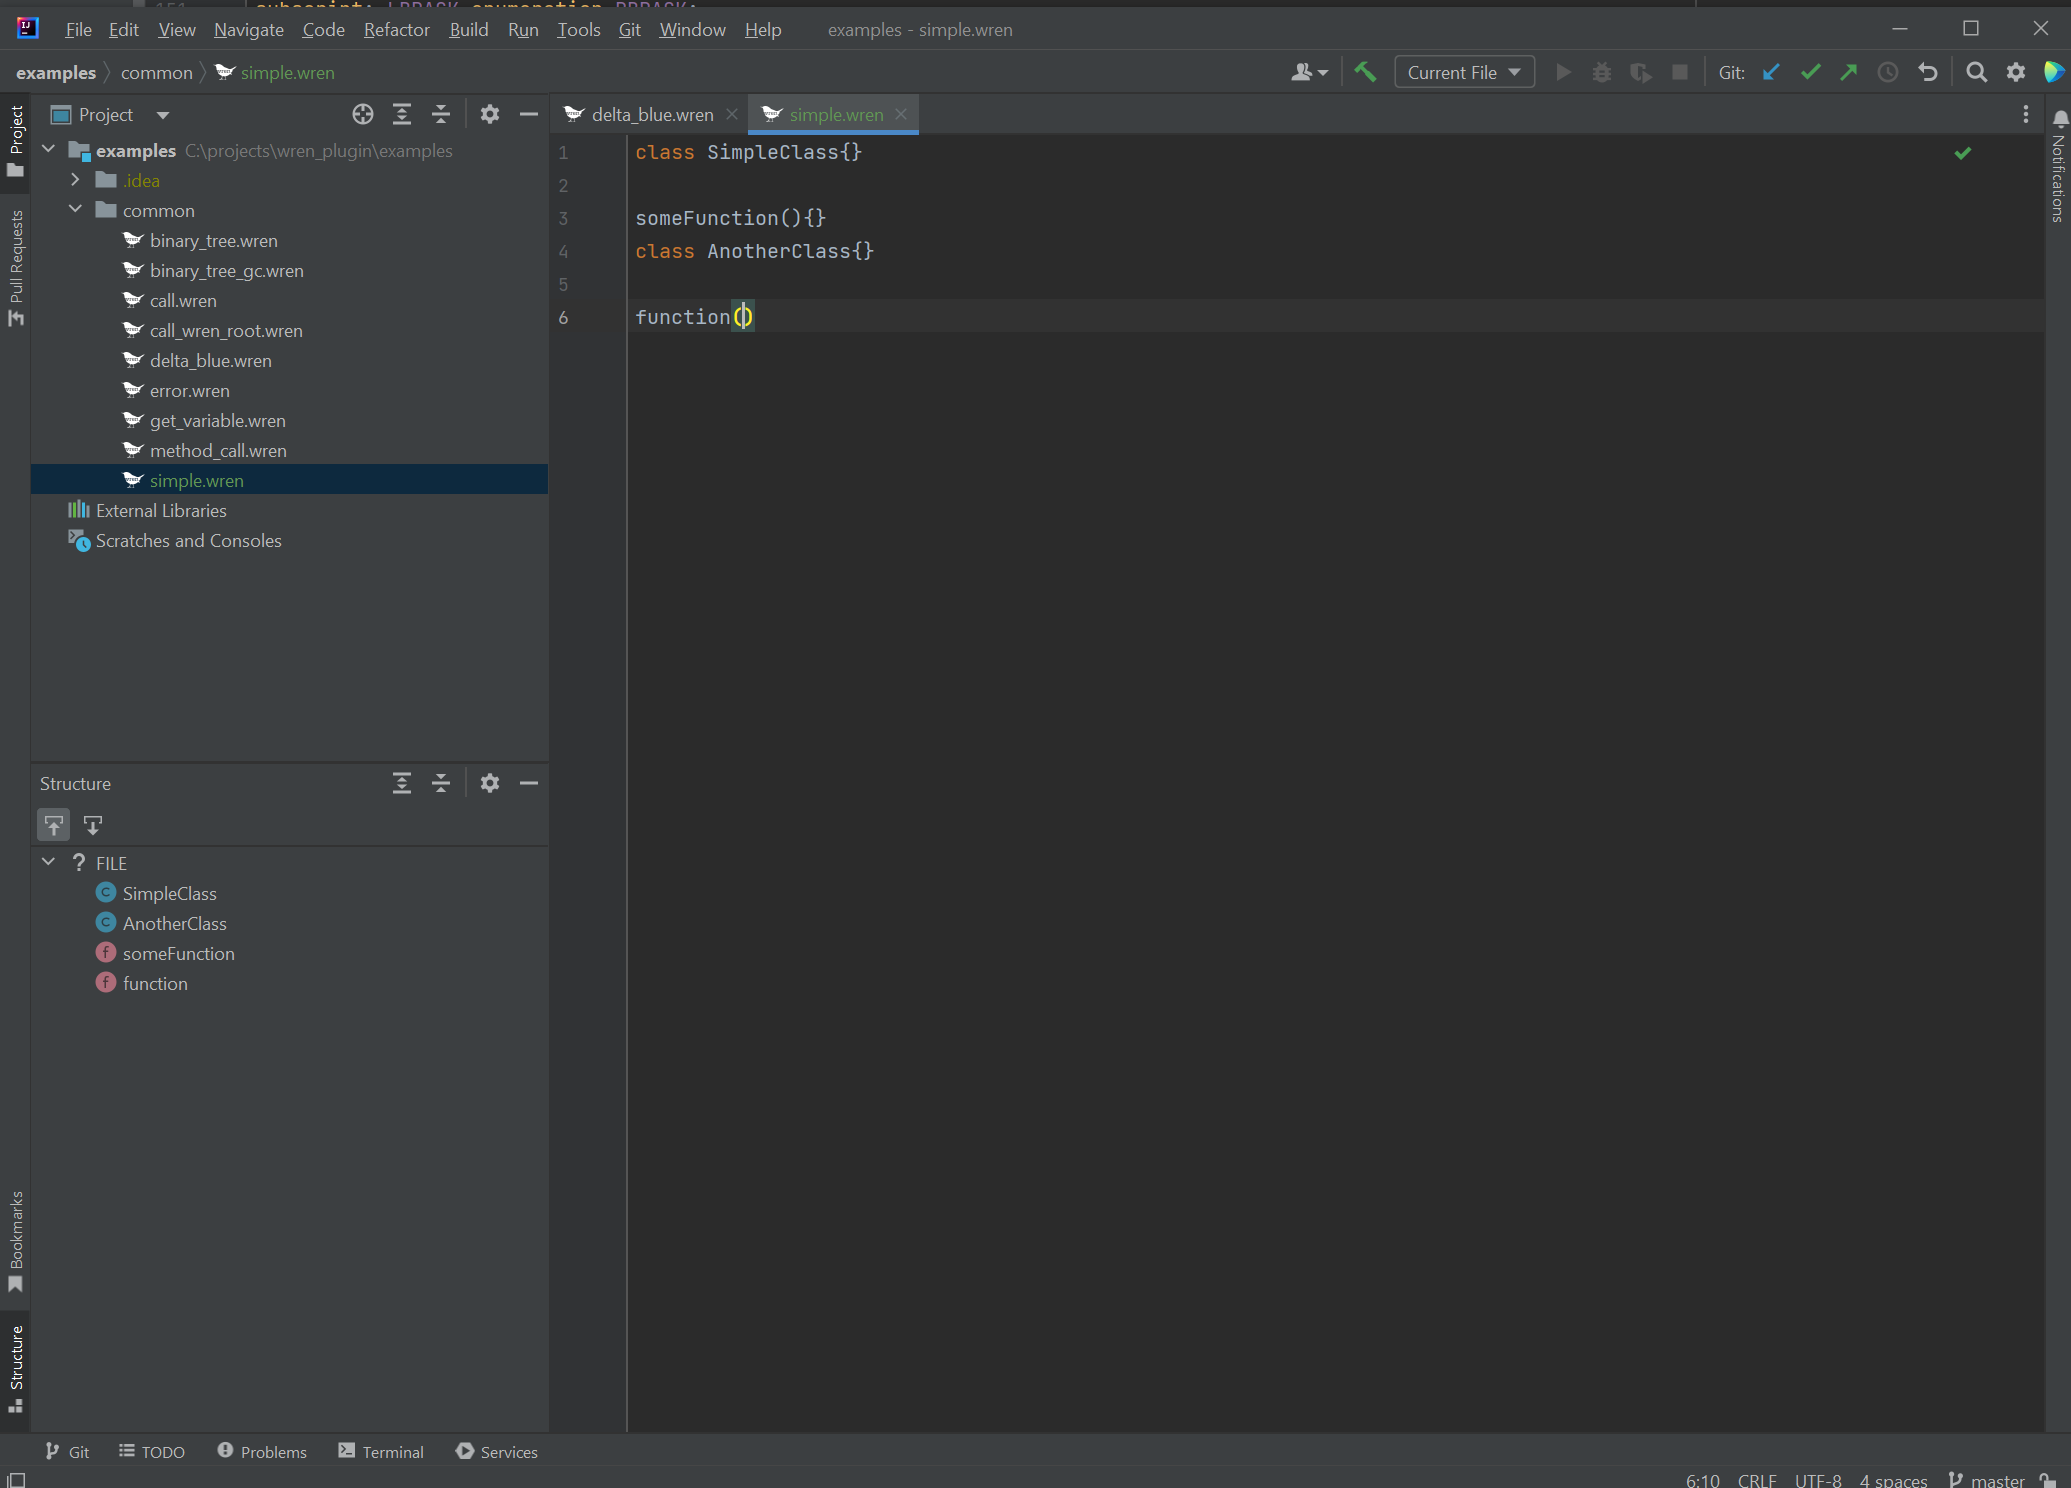 File Edit View Navigate Code Refactor Build Run Tools Git Window Help examples - simple.wren
examples common simple.wren Current File Git:
Project
delta_blue.wren simple.wren
examples C:\projects\wren_plugin\examples
.idea
common
binary_tree.wren
binary_tree_gc.wren
call.wren
call_wren_root.wren
delta_blue.wren
error.wren
get_variable.wren
method_call.wren
simple.wren
External Libraries
Scratches and Consoles
1 class SimpleClass{}
2
3 someFunction(){}
4 class AnotherClass{}
5
6 function()
Structure
FILE
SimpleClass
AnotherClass
someFunction
function
Project
Pull Requests
Bookmarks
Structure
Notifications
Git TODO Problems Terminal Services
6:10 CRLF UTF-8 4 spaces master